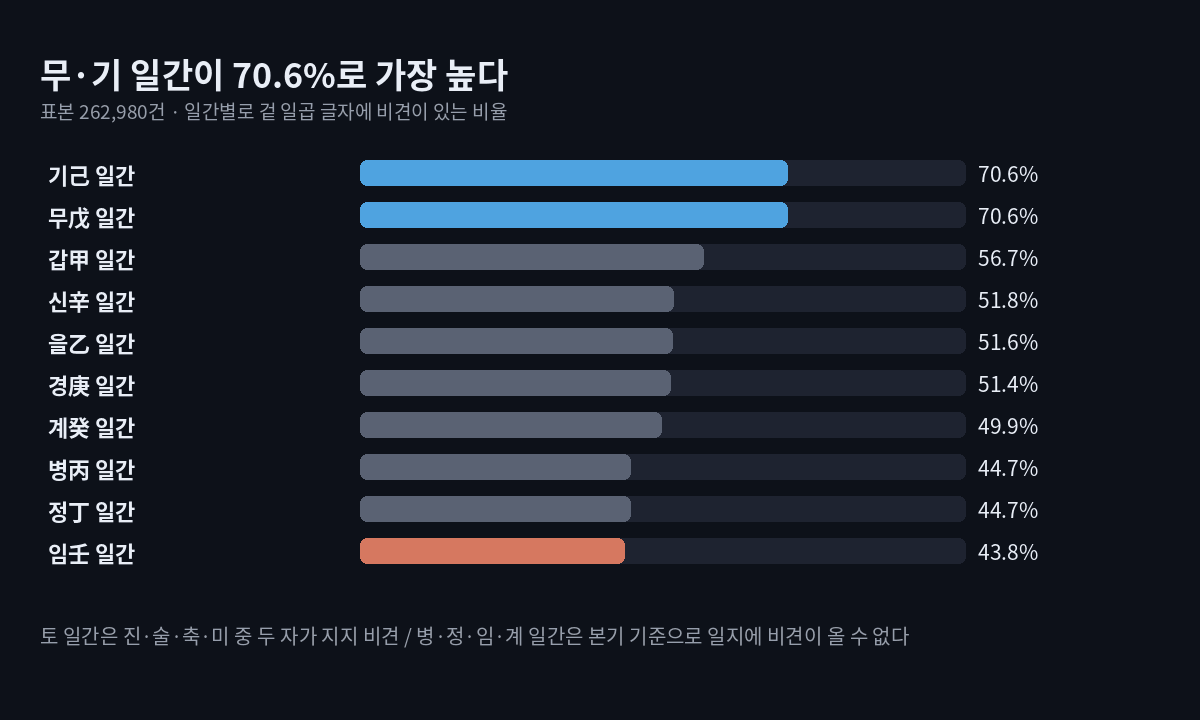 무·기 일간이 70.6%로 가장 높다
표본 262,980건 · 일간별로 겉 일곱 글자에 비견이 있는 비율
기己 일간 70.6%
무戊 일간 70.6%
갑甲 일간 56.7%
신辛 일간 51.8%
을乙 일간 51.6%
경庚 일간 51.4%
계癸 일간 49.9%
병丙 일간 44.7%
정丁 일간 44.7%
임壬 일간 43.8%
토 일간은 진·술·축·미 중 두 자가 지지 비견 / 병·정·임·계 일간은 본기 기준으로 일지에 비견이 올 수 없다